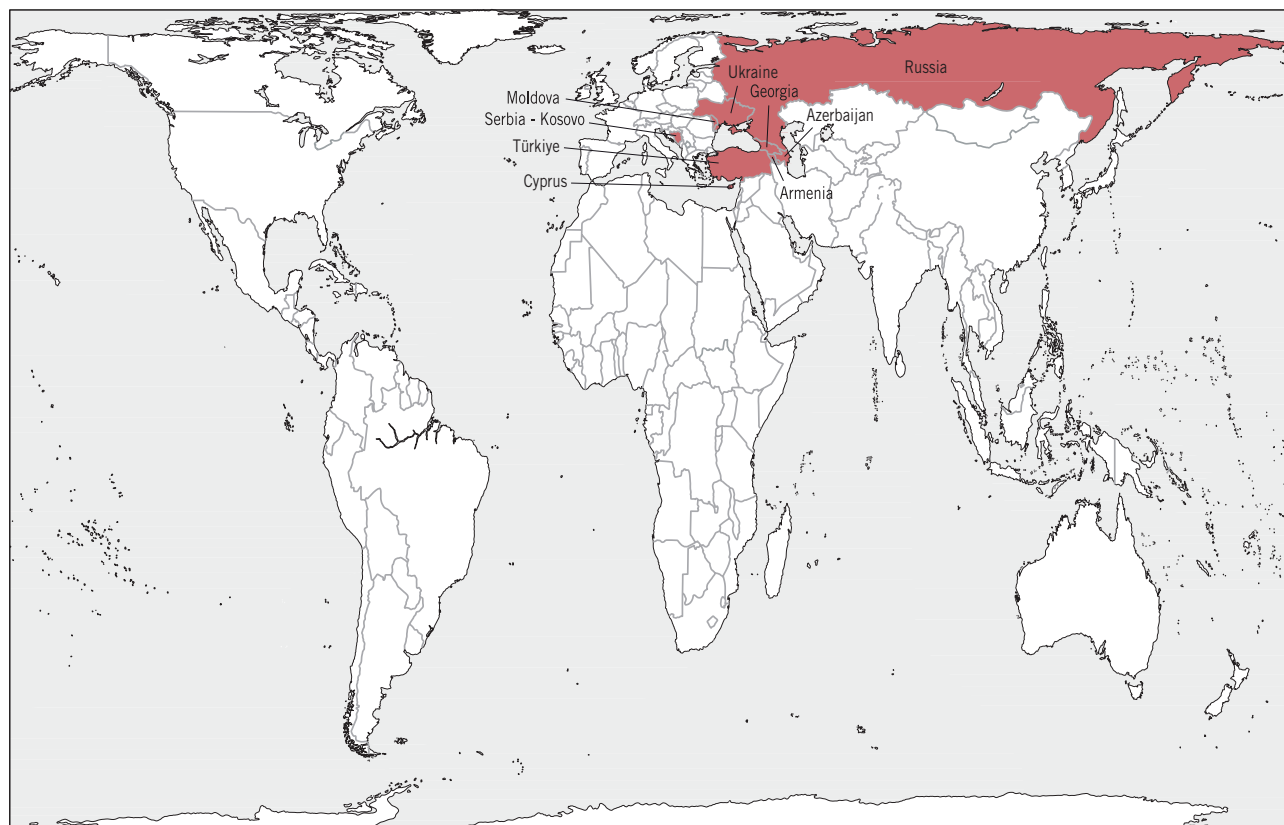 Russia
Ukraine
Georgia
Moldova
Azerbaijan
Serbia - Kosovo
Türkiye
Cyprus
Armenia